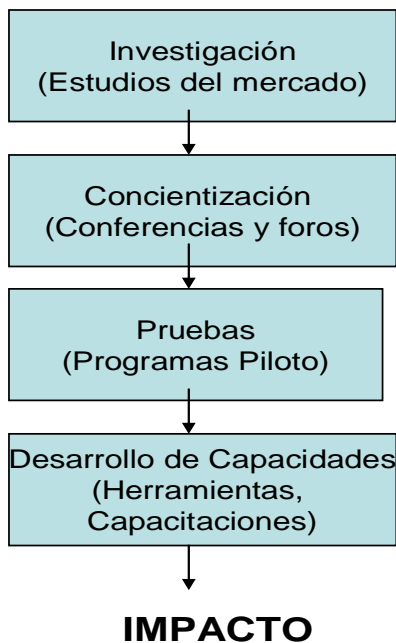 Investigación
(Estudios del mercado)
Concientización
(Conferencias y foros)
Pruebas
(Programas Piloto)
Desarrollo de Capacidades
(Herramientas,
Capacitaciones)
IMPACTO